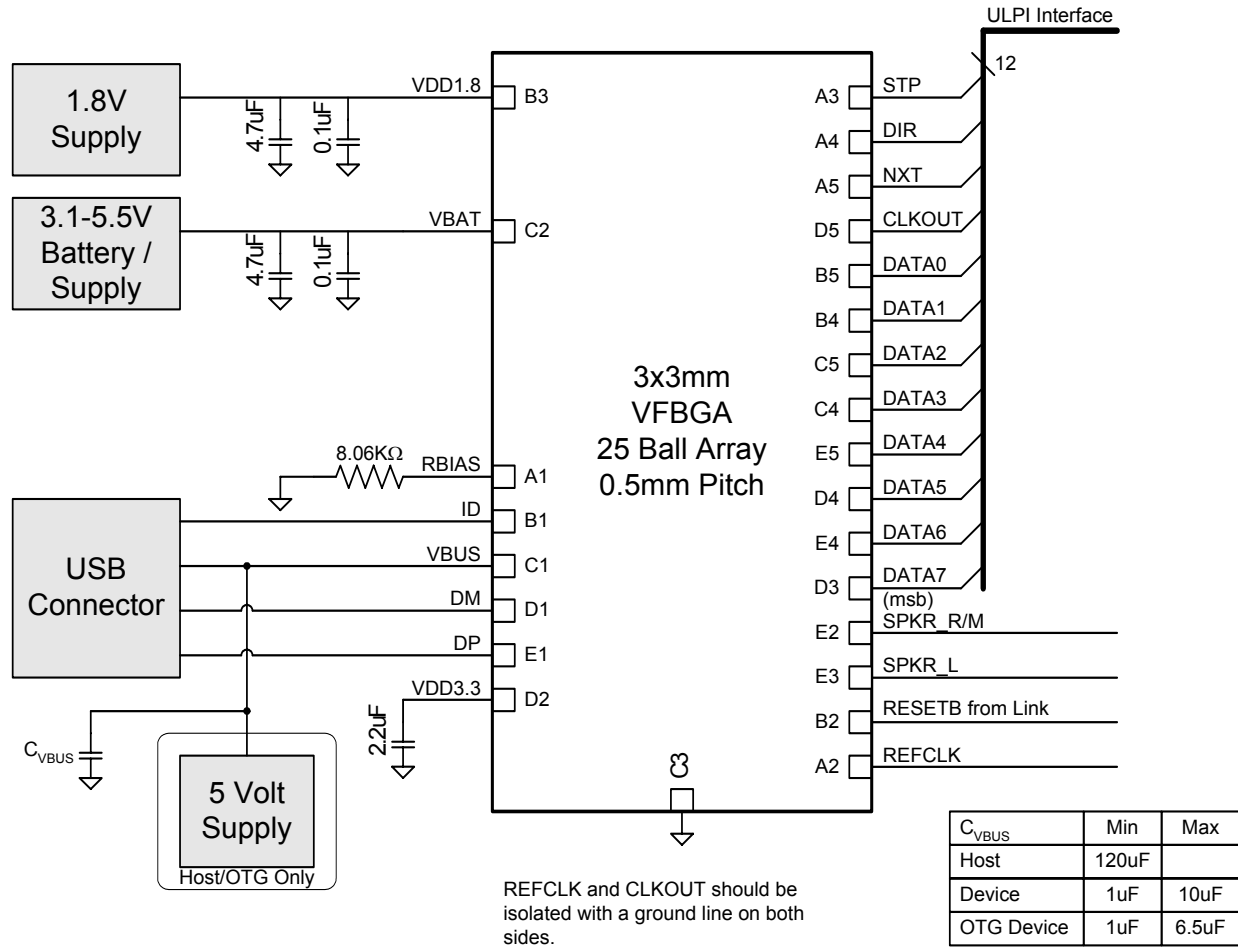 ULPI Interface
12
1.8V
Supply
VDD1.8
B3
4.7uF
0.1uF
3.1-5.5V
Battery /
Supply
VBAT
C2
4.7uF
0.1uF
8.06KΩ
RBIAS
A1
USB
Connector
ID
B1
VBUS
C1
DM
D1
DP
E1
VDD3.3
D2
2.2uF
C_VBUS
5 Volt
Supply
Host/OTG Only
3x3mm
VFBGA
25 Ball Array
0.5mm Pitch
C3
A3
STP
A4
DIR
A5
NXT
D5
CLKOUT
B5
DATA0
B4
DATA1
C5
DATA2
C4
DATA3
E5
DATA4
D4
DATA5
E4
DATA6
D3
DATA7
(msb)
E2
SPKR_R/M
E3
SPKR_L
B2
RESETB from Link
A2
REFCLK
REFCLK and CLKOUT should be
isolated with a ground line on both
sides.
C_VBUS Min Max
Host 120uF
Device 1uF 10uF
OTG Device 1uF 6.5uF